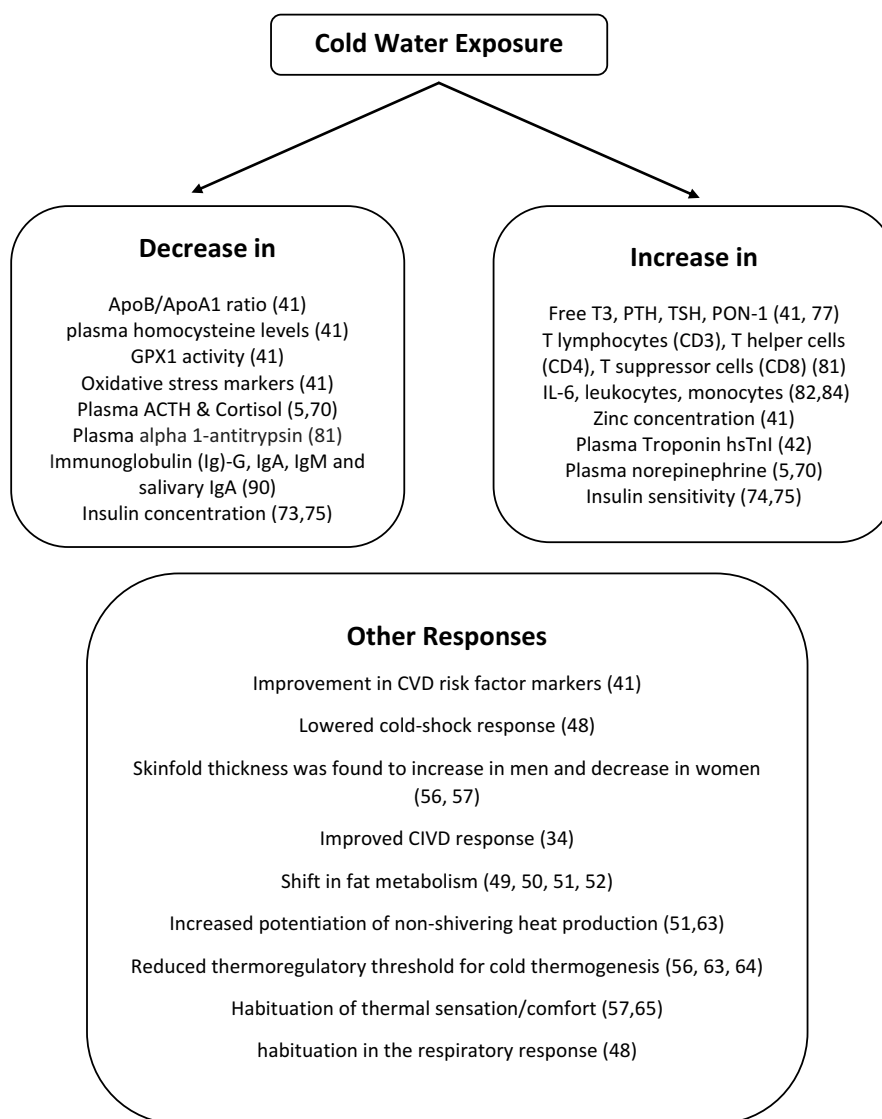 Cold Water Exposure
Decrease in
ApoB/ApoA1 ratio (41)
plasma homocysteine levels (41)
GPX1 activity (41)
Oxidative stress markers (41)
Plasma ACTH & Cortisol (5,70)
Plasma alpha 1-antitrypsin (81)
Immunoglobulin (Ig)-G, IgA, IgM and
salivary IgA (90)
Insulin concentration (73,75)
Increase in
Free T3, PTH, TSH, PON-1 (41, 77)
T lymphocytes (CD3), T helper cells
(CD4), T suppressor cells (CD8) (81)
IL-6, leukocytes, monocytes (82,84)
Zinc concentration (41)
Plasma Troponin hsTnI (42)
Plasma norepinephrine (5,70)
Insulin sensitivity (74,75)
Other Responses
Improvement in CVD risk factor markers (41)
Lowered cold-shock response (48)
Skinfold thickness was found to increase in men and decrease in women
(56, 57)
Improved CIVD response (34)
Shift in fat metabolism (49, 50, 51, 52)
Increased potentiation of non-shivering heat production (51,63)
Reduced thermoregulatory threshold for cold thermogenesis (56, 63, 64)
Habituation of thermal sensation/comfort (57,65)
habituation in the respiratory response (48)